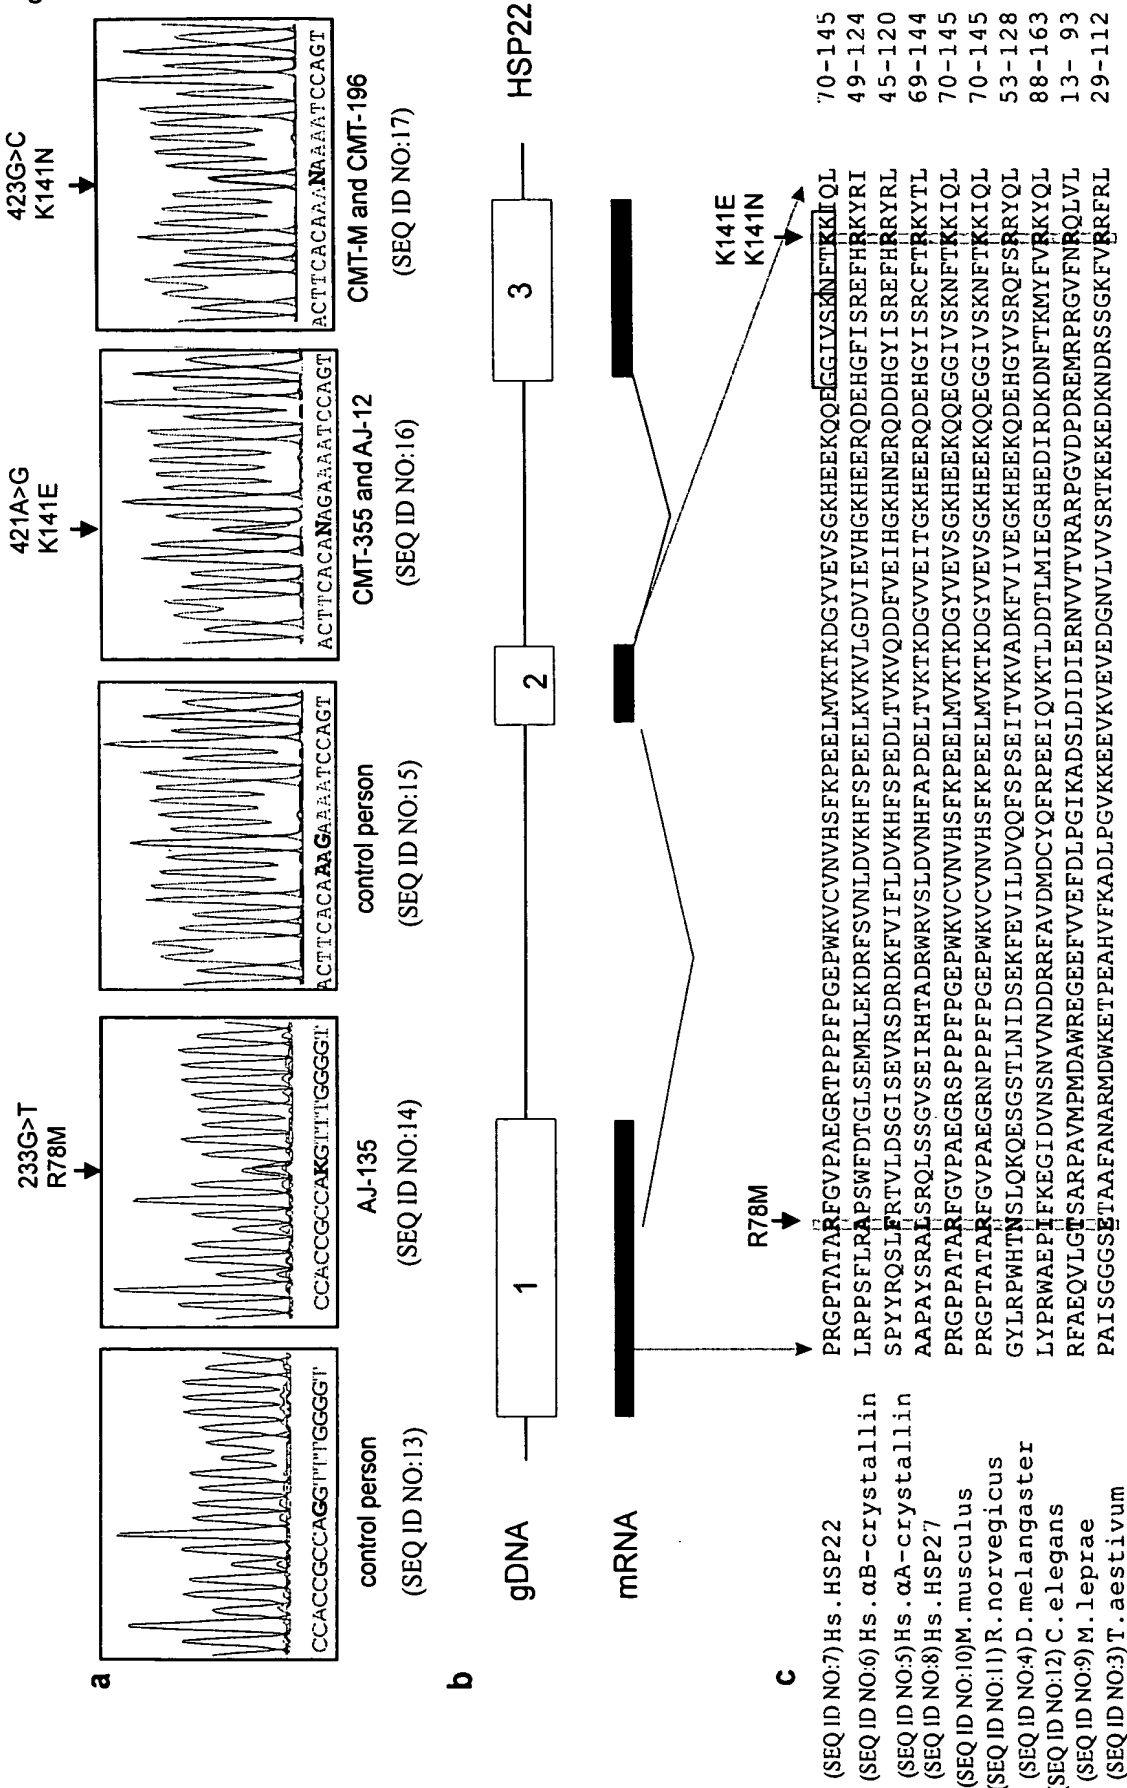 a
233G>T
R78M
421A>G
K141E
423G>C
K141N
CCACCGCCAGGTTTGGGGT
control person
(SEQ ID NO:13)
CCACCGCCAKGTTTGGGGT
AJ-135
(SEQ ID NO:14)
ACTTCACAAAGAAAATCCAGT
control person
(SEQ ID NO:15)
ACTTCACANAGAAAATCCAGT
CMT-355 and AJ-12
(SEQ ID NO:16)
ACTTCACAAANAAAATCCAGT
CMT-M and CMT-196
(SEQ ID NO:17)
b
gDNA
1
2
3
HSP22
mRNA
c
R78M
K141E
K141N
(SEQ ID NO:7) Hs.HSP22 PRGPTATARFGVPAEGRTPPPFPGEPWKVCVNVHSFKPEELMVKTKDGYVEVSGKHEEKQQEGGIVSKNFTKKIQL 70-145
(SEQ ID NO:6) Hs.αB-crystallin LRPPSFLRAPSWFDTGLSEMRLEKDRFSVNLDVKHFSPEELKVKVLGDVIEVHGKHEERQDEHGFISREFHRKYRI 49-124
(SEQ ID NO:5) Hs.αA-crystallin SPYYRQSLFRTVLDSGISEVRSDRDKFVIFLDVKHFSPEDLTVKVQDDFVEIHGKHNERQDDHGYISREFHRRYRL 45-120
(SEQ ID NO:8) Hs.HSP27 AAPAYSRALSRQLSSGVSEIRHTADRWRVSLDVNHFAPDELTVKTKDGVVEITGKHEERQDEHGYISRCFTRKYTL 69-144
(SEQ ID NO:10) M.musculus PRGPPATARFGVPAEGRSPPPFPGEPWKVCVNVHSFKPEELMVKTKDGYVEVSGKHEEKQQEGGIVSKNFTKKIQL 70-145
(SEQ ID NO:11) R.norvegicus PRGPTATARFGVPAEGRNPPPFPGEPWKVCVNVHSFKPEELMVKTKDGYVEVSGKHEEKQQEGGIVSKNFTKKIQL 70-145
(SEQ ID NO:4) D.melangaster GYLRPWHTNSLQKQESGSTLNIDSEKFEVILDVQQFSPSEITVKVADKFVIVEGKHEEKQDEHGYVSRQFSRRYQL 53-128
(SEQ ID NO:12) C.elegans LYPRWAEPIFKEGIDVNSNVVNDDRRFAVDMDCYQFRPEEIQVKTLDDTLMIEGRHEDIRDKDNFTKMYFVRKYQL 88-163
(SEQ ID NO:9) M.leprae RFAEQVLGTSARPAVMPMDAWREGEEFVVEFDLPGIKADSLDIDIERNVVTVRARPGVDPDREMRPRGVFNRQLVL 13- 93
(SEQ ID NO:3) T.aestivum PAISGGGSETAAFANARMDWKETPEAHVFKADLPGVKKEEVKVEVEDGNVLVVSRTKEKEDKNDRSSGKFVRRFRL 29-112